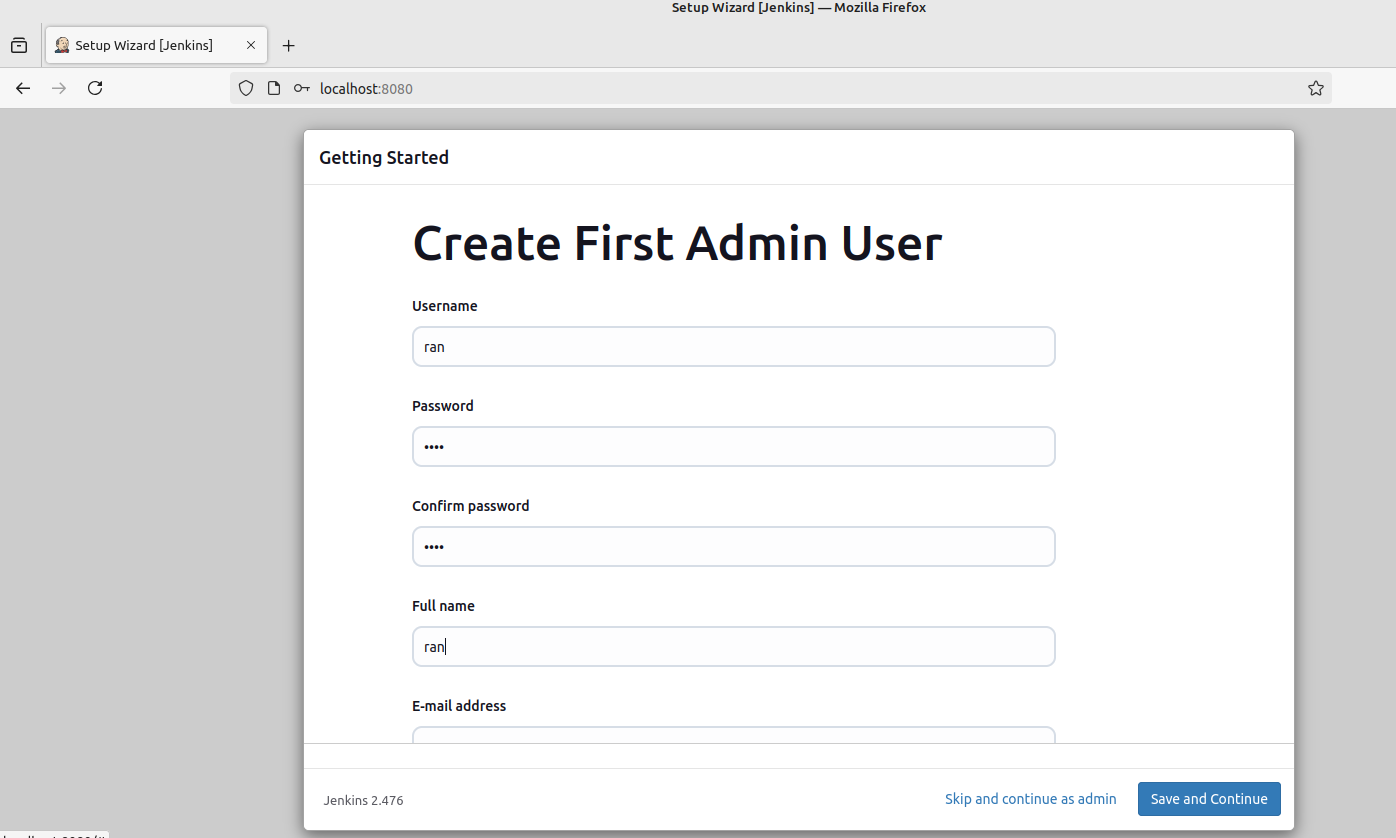 Setup Wizard [Jenkins] — Mozilla Firefox
Setup Wizard [Jenkins]
localhost:8080
Getting Started
Create First Admin User
Username
ran
Password
••••
Confirm password
••••
Full name
ran
E-mail address
Jenkins 2.476
Skip and continue as admin
Save and Continue